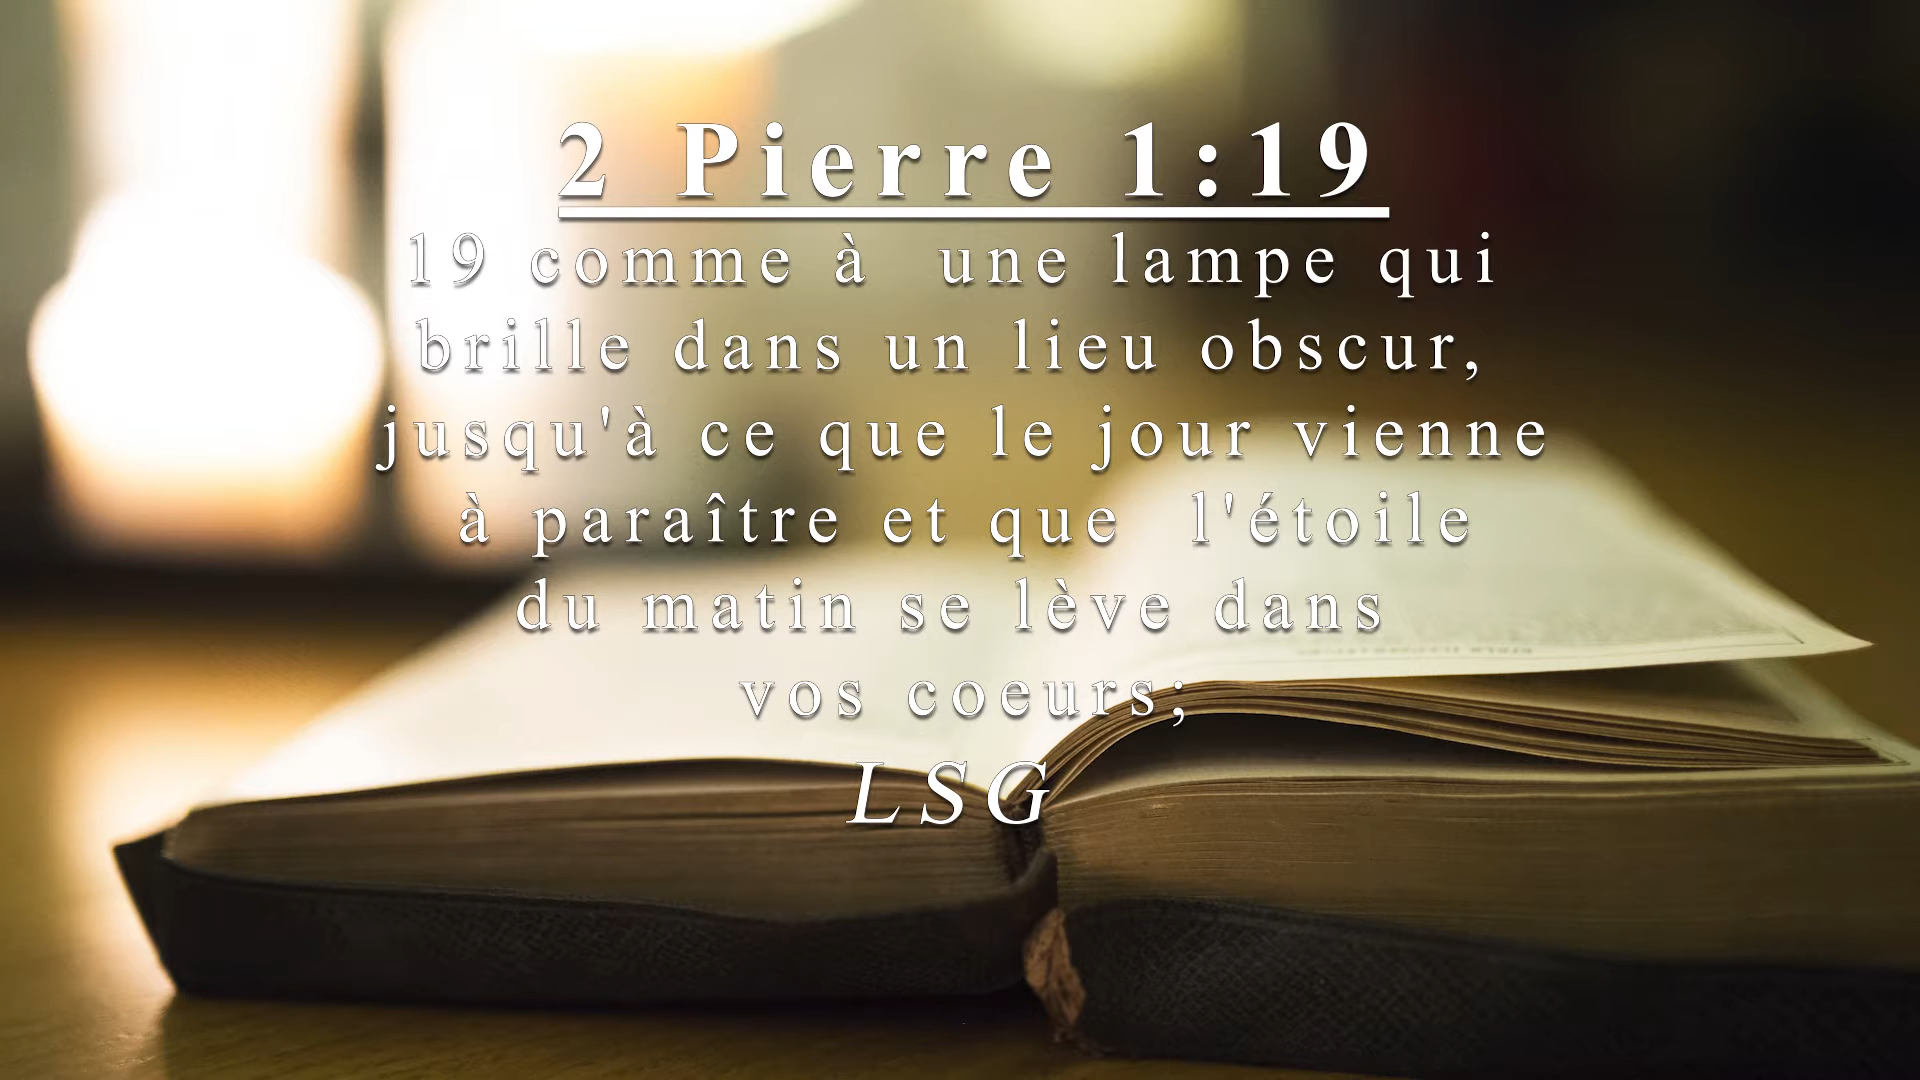 2 Pierre 1:19
19 comme à une lampe qui
brille dans un lieu obscur,
jusqu'à ce que le jour vienne
à paraître et que l'étoile
du matin se lève dans
vos coeurs;
LSG